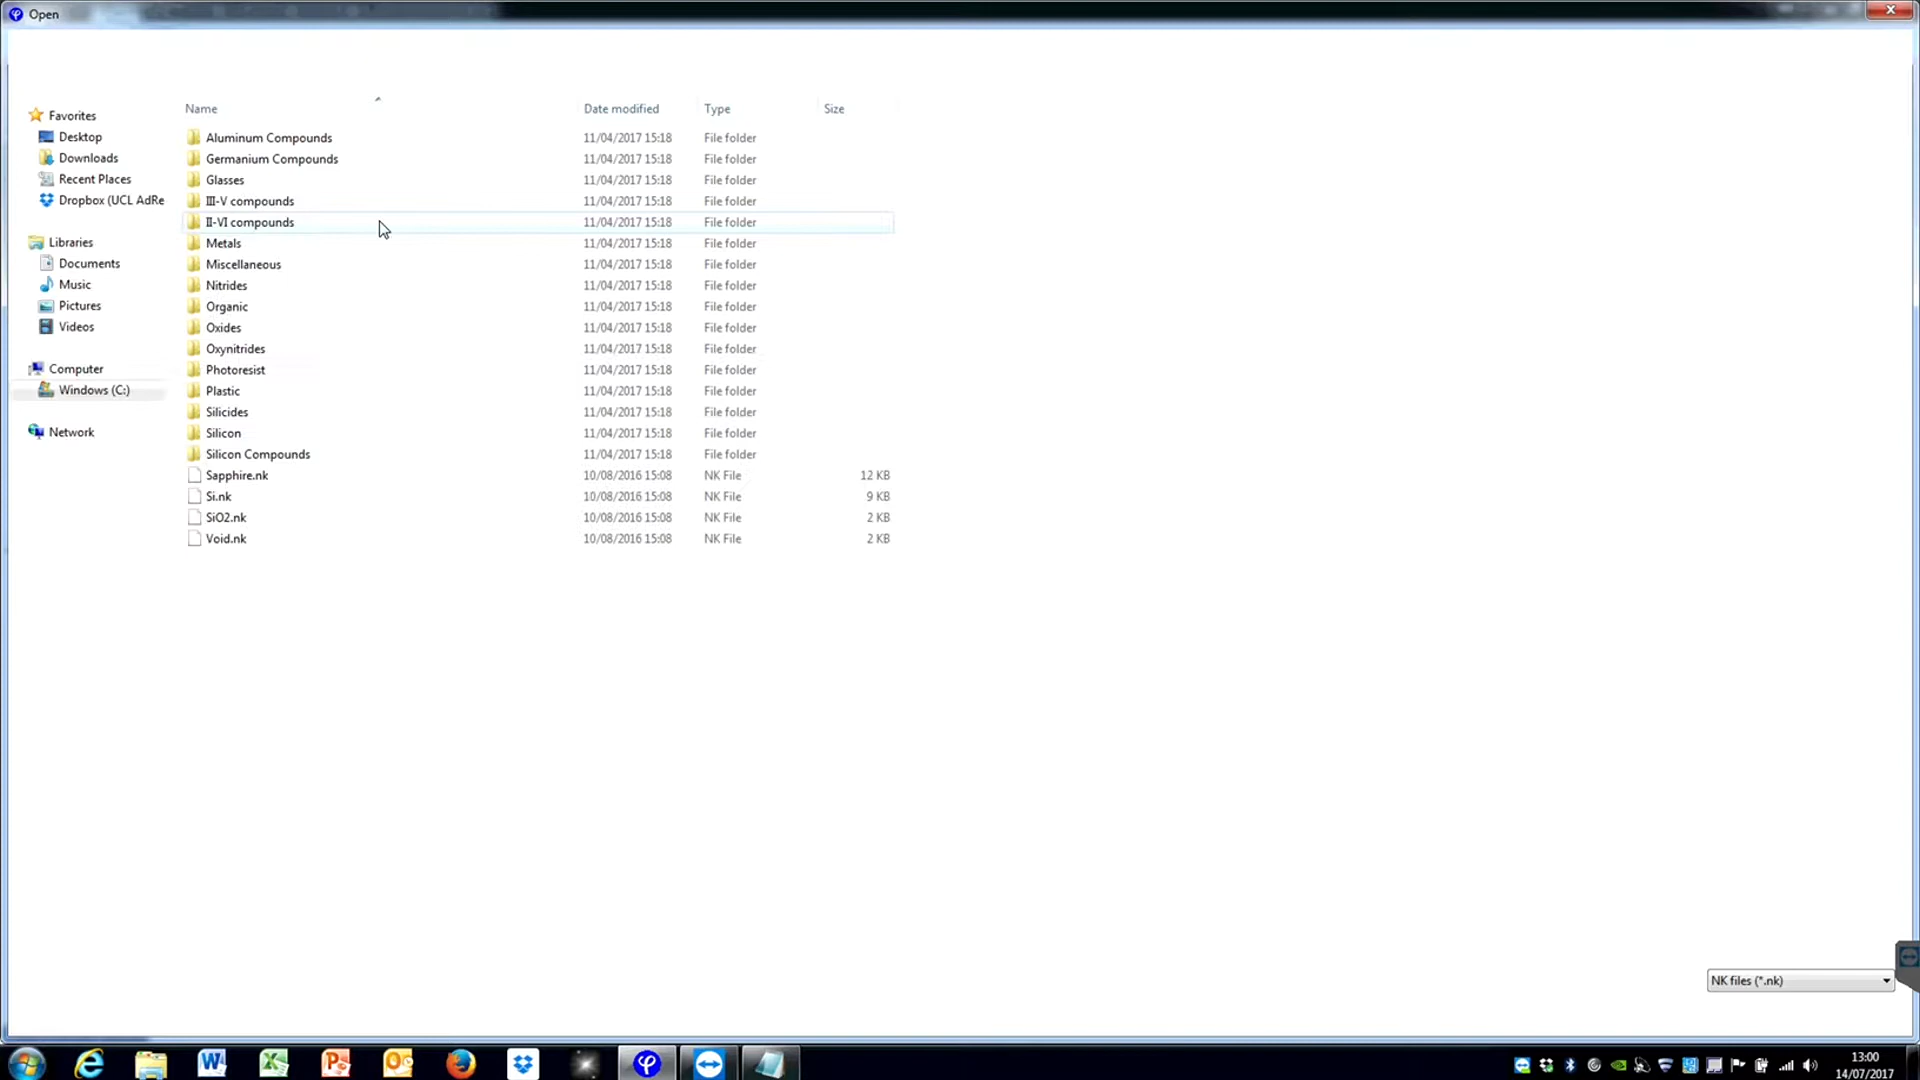 Open
Name Date modified Type Size
Favorites
Desktop
Downloads
Recent Places
Dropbox (UCL AdRe
Libraries
Documents
Music
Pictures
Videos
Computer
Windows (C:)
Network
Aluminum Compounds 11/04/2017 15:18 File folder
Germanium Compounds 11/04/2017 15:18 File folder
Glasses 11/04/2017 15:18 File folder
III-V compounds 11/04/2017 15:18 File folder
II-VI compounds 11/04/2017 15:18 File folder
Metals 11/04/2017 15:18 File folder
Miscellaneous 11/04/2017 15:18 File folder
Nitrides 11/04/2017 15:18 File folder
Organic 11/04/2017 15:18 File folder
Oxides 11/04/2017 15:18 File folder
Oxynitrides 11/04/2017 15:18 File folder
Photoresist 11/04/2017 15:18 File folder
Plastic 11/04/2017 15:18 File folder
Silicides 11/04/2017 15:18 File folder
Silicon 11/04/2017 15:18 File folder
Silicon Compounds 11/04/2017 15:18 File folder
Sapphire.nk 10/08/2016 15:08 NK File 12 KB
Si.nk 10/08/2016 15:08 NK File 9 KB
SiO2.nk 10/08/2016 15:08 NK File 2 KB
Void.nk 10/08/2016 15:08 NK File 2 KB
NK files (*.nk)
13:00
14/07/2017